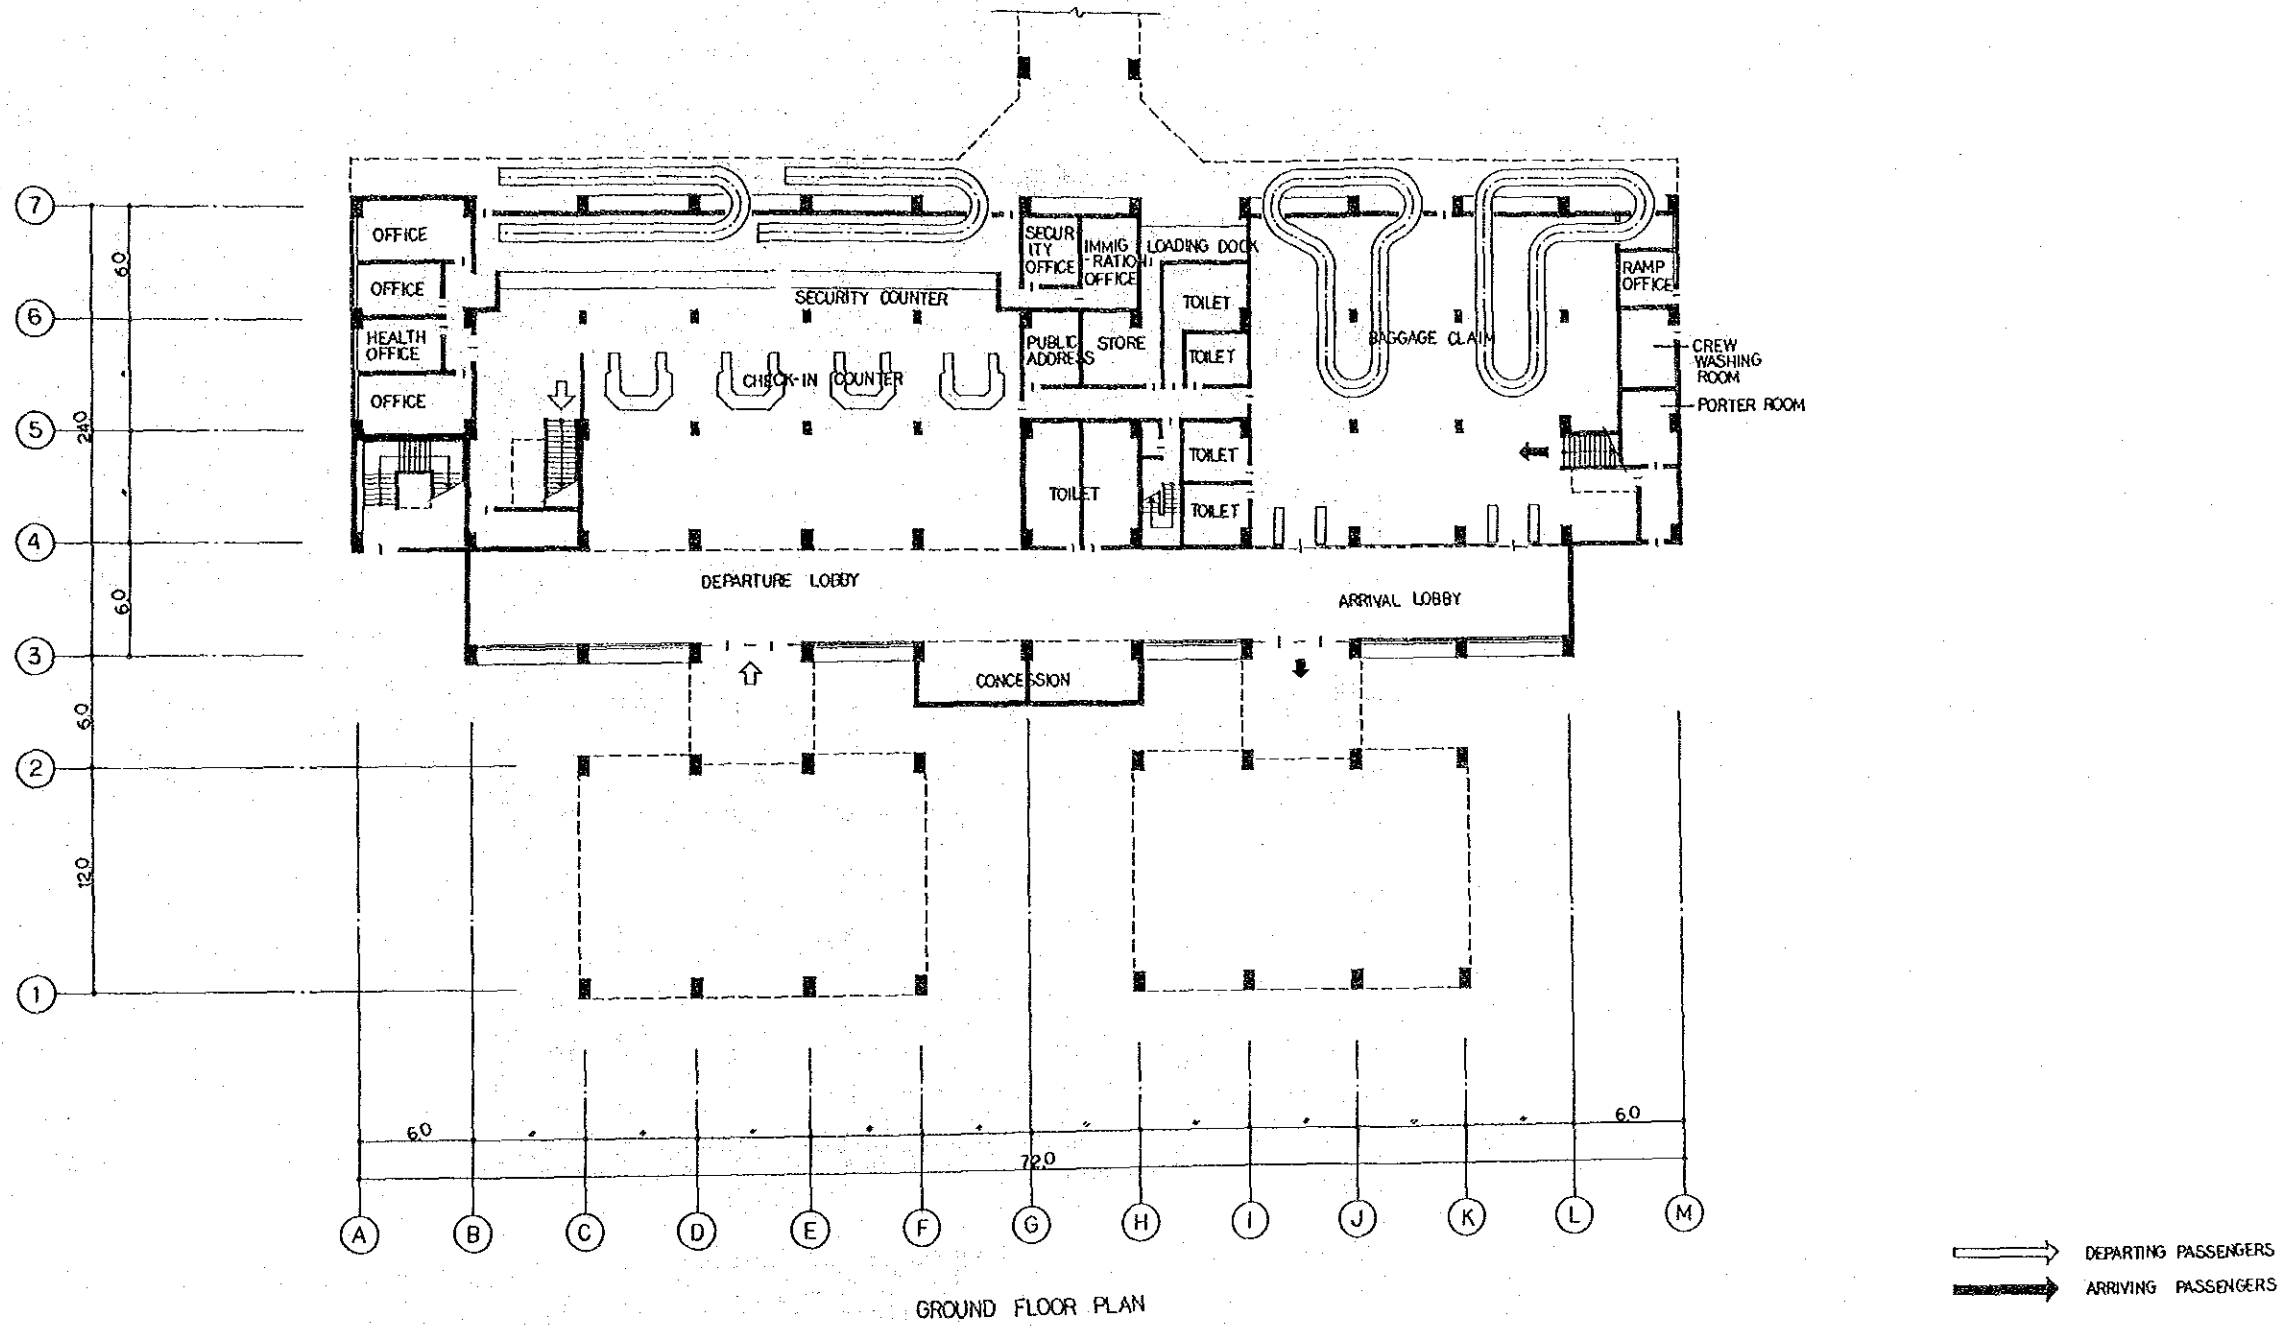 7
6.0
OFFICE
SECUR
ITY
OFFICE
IMMIG
-RATION
OFFICE
LOADING DOCK
RAMP
OFFICE
OFFICE
SECURITY COUNTER
TOILET
6
HEALTH
OFFICE
PUBLIC
ADDRESS
STORE
TOILET
BAGGAGE CLAIM
CREW
WASHING
ROOM
CHECK-IN COUNTER
OFFICE
PORTER ROOM
5
24.0
TOILET
TOILET
TOILET
4
DEPARTURE LOBBY
ARRIVAL LOBBY
6.0
3
CONCESSION
6.0
2
12.0
1
6.0
6.0
72.0
A
B
C
D
E
F
G
H
I
J
K
L
M
DEPARTING PASSENGERS
ARRIVING PASSENGERS
GROUND FLOOR PLAN